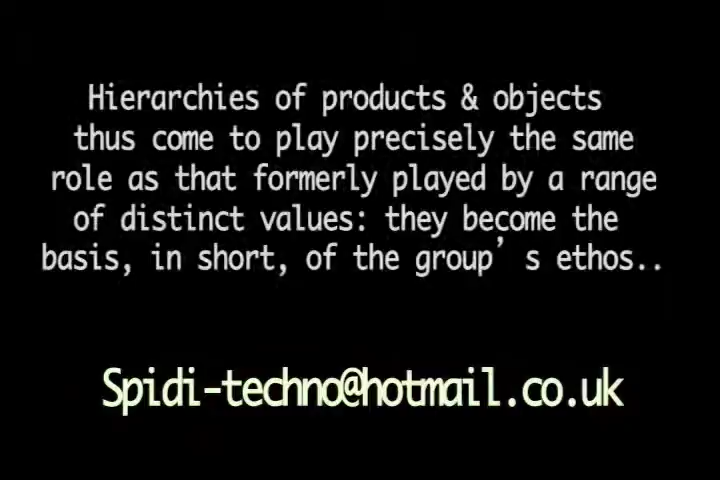 Hierarchies of products & objects
thus come to play precisely the same
role as that formerly played by a range
of distinct values: they become the
basis, in short, of the group’s ethos..
Spidi-techno@hotmail.co.uk